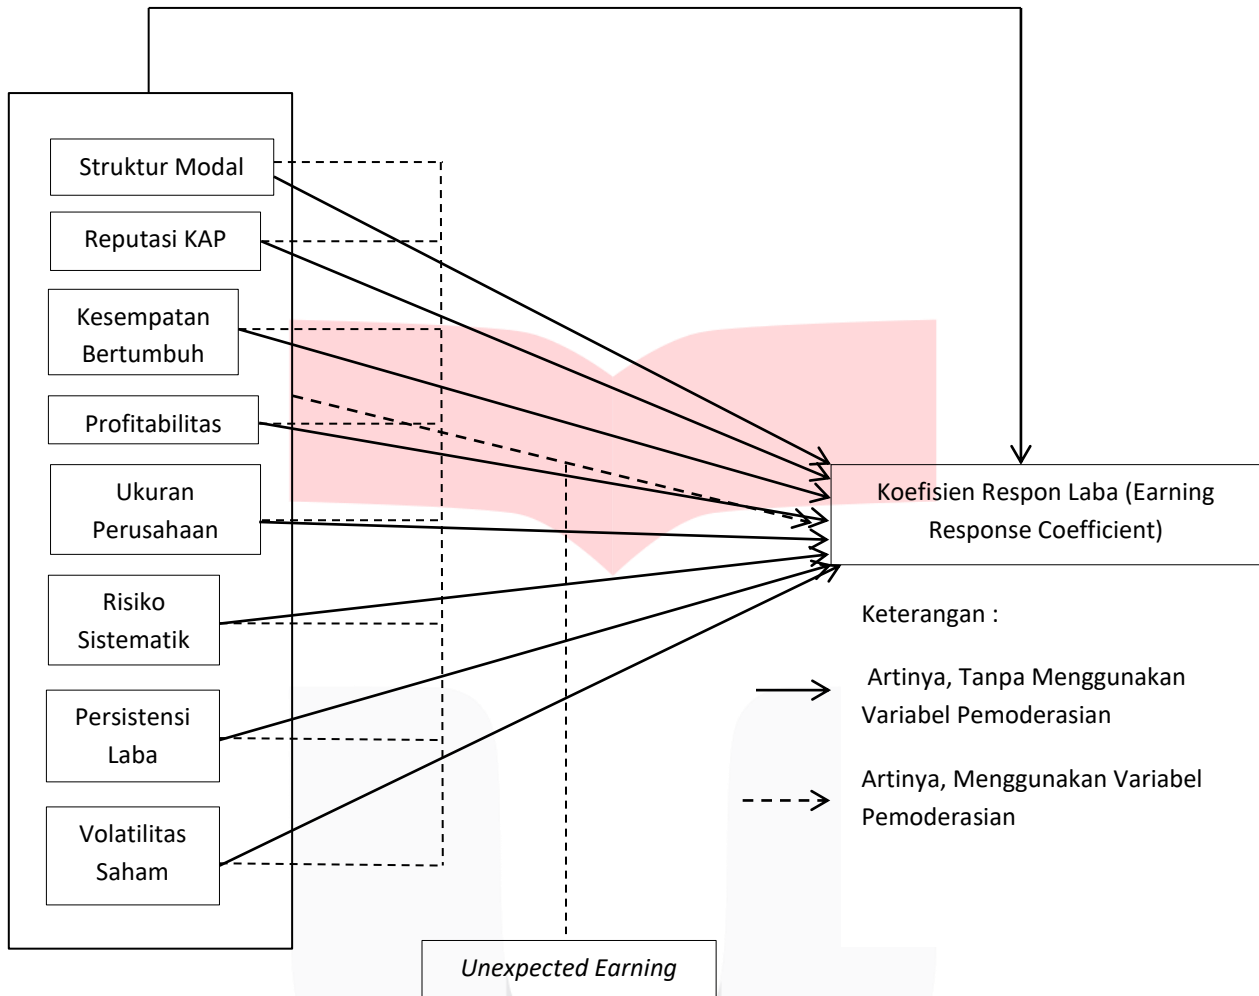 Struktur Modal
Reputasi KAP
Kesempatan
Bertumbuh
Profitabilitas
Ukuran
Perusahaan
Risiko
Sistematik
Persistensi
Laba
Volatilitas
Saham
Unexpected Earning
Koefisien Respon Laba (Earning
Response Coefficient)
Keterangan :
Artinya, Tanpa Menggunakan
Variabel Pemoderasian
Artinya, Menggunakan Variabel
Pemoderasian